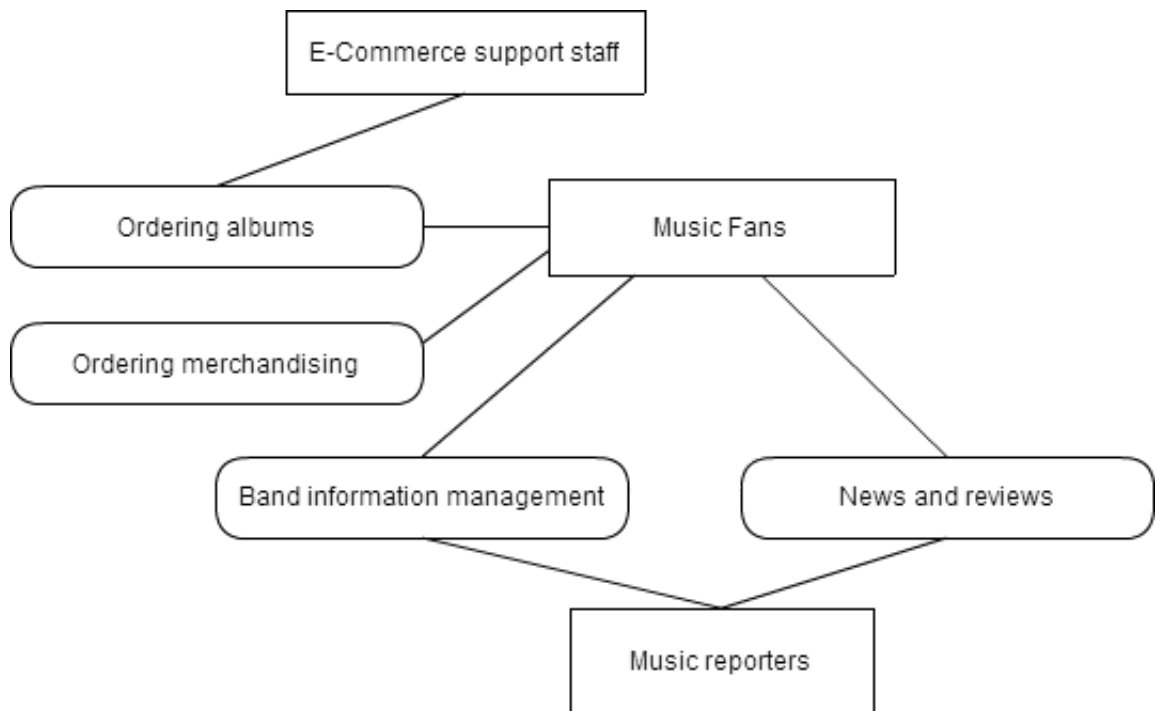 E-Commerce support staff
Ordering albums
Music Fans
Ordering merchandising
Band information management
News and reviews
Music reporters